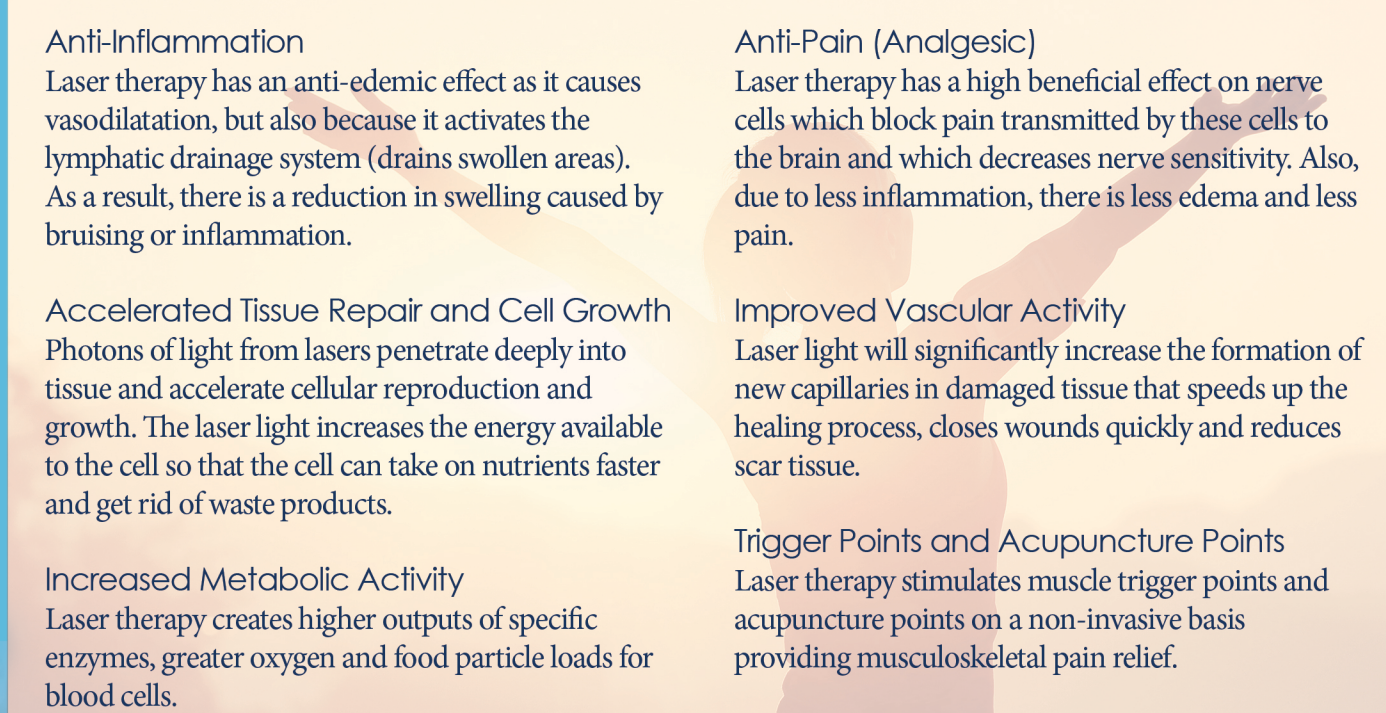 Anti-Inflammation
Laser therapy has an anti-edemic effect as it causes
vasodilatation, but also because it activates the
lymphatic drainage system (drains swollen areas).
As a result, there is a reduction in swelling caused by
bruising or inflammation.
Accelerated Tissue Repair and Cell Growth
Photons of light from lasers penetrate deeply into
tissue and accelerate cellular reproduction and
growth. The laser light increases the energy available
to the cell so that the cell can take on nutrients faster
and get rid of waste products.
Increased Metabolic Activity
Laser therapy creates higher outputs of specific
enzymes, greater oxygen and food particle loads for
blood cells.
Anti-Pain (Analgesic)
Laser therapy has a high beneficial effect on nerve
cells which block pain transmitted by these cells to
the brain and which decreases nerve sensitivity. Also,
due to less inflammation, there is less edema and less
pain.
Improved Vascular Activity
Laser light will significantly increase the formation of
new capillaries in damaged tissue that speeds up the
healing process, closes wounds quickly and reduces
scar tissue.
Trigger Points and Acupuncture Points
Laser therapy stimulates muscle trigger points and
acupuncture points on a non-invasive basis
providing musculoskeletal pain relief.